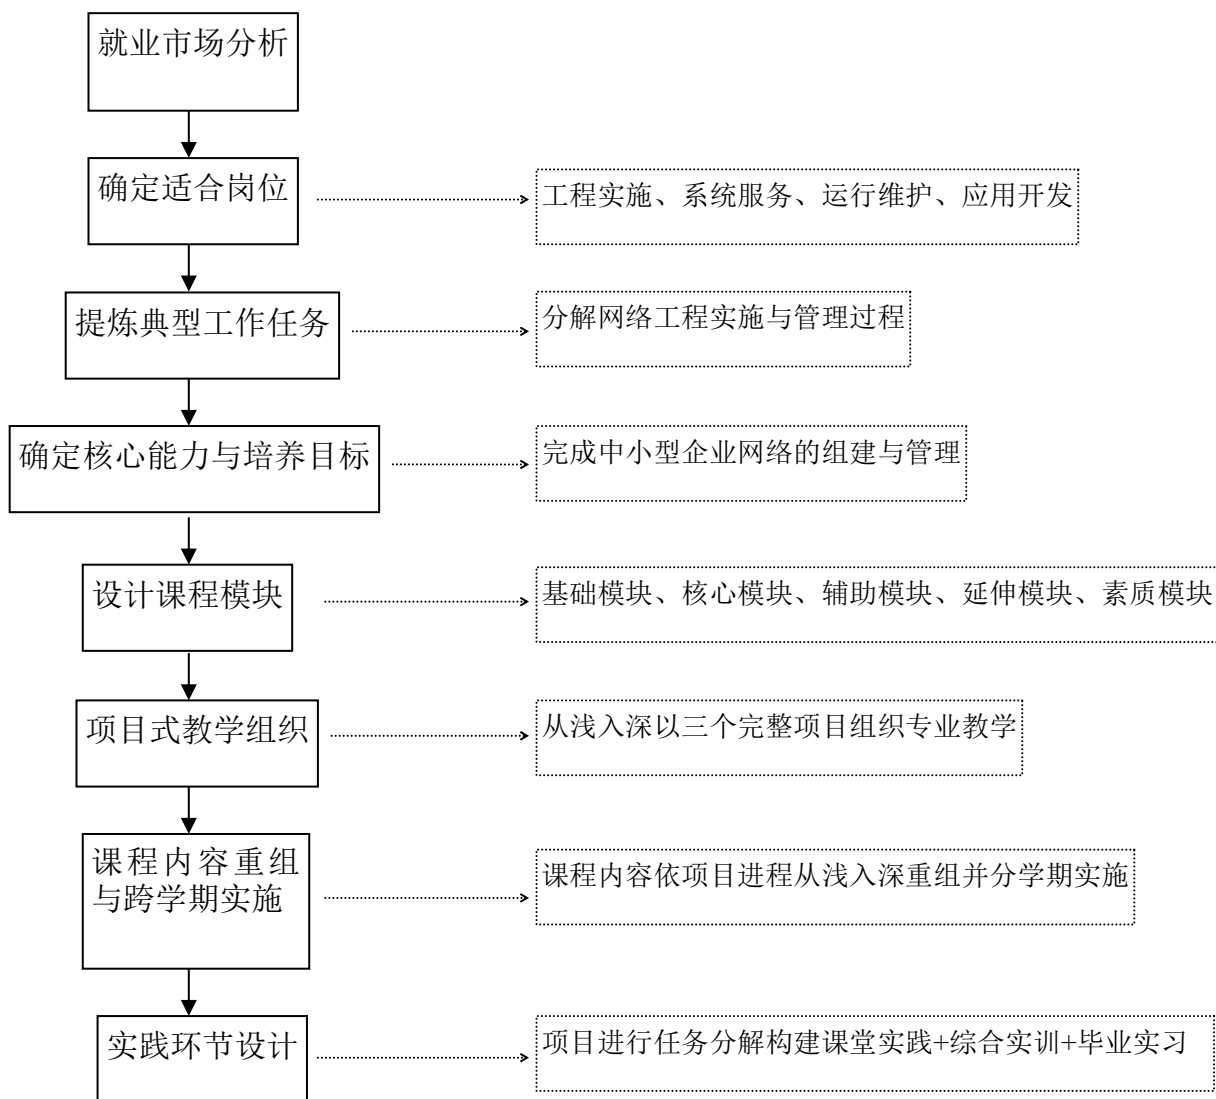 就业市场分析
确定适合岗位
工程实施、系统服务、运行维护、应用开发
提炼典型工作任务
分解网络工程实施与管理过程
确定核心能力与培养目标
完成中小型企业网络的组建与管理
设计课程模块
基础模块、核心模块、辅助模块、延伸模块、素质模块
项目式教学组织
从浅入深以三个完整项目组织专业教学
课程内容重组
与跨学期实施
课程内容依项目进程从浅入深重组并分学期实施
实践环节设计
项目进行任务分解构建课堂实践+综合实训+毕业实习